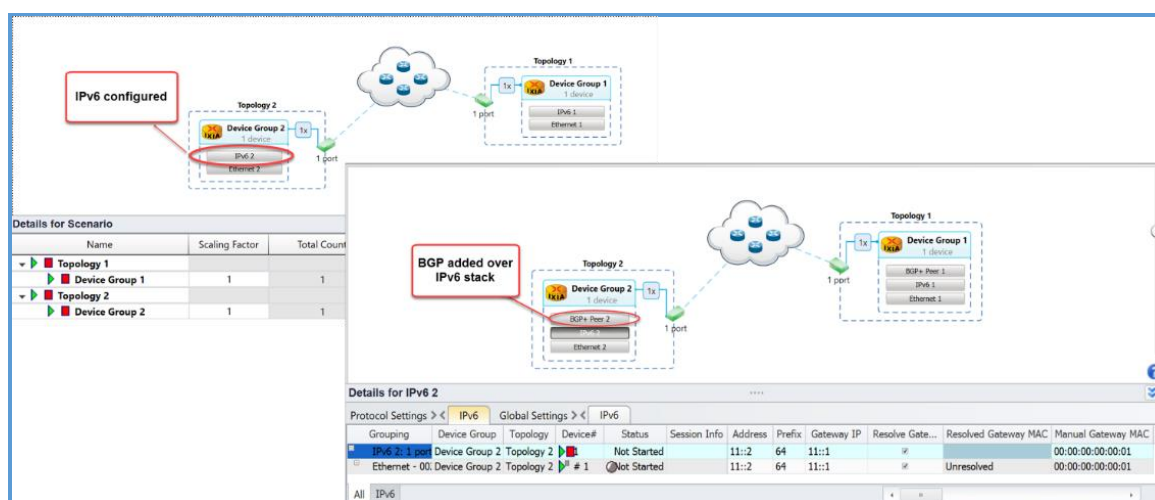 Topology 1
Device Group 1
1 device
1x
IPv6 1
Ethernet 1
1 port
IPv6 configured
Topology 2
Device Group 2
1 device
1x
IXIA
IPv6 2
Ethernet 2
1 port
Details for Scenario
Name Scaling Factor Total Count
Topology 1
Device Group 1 1 1
Topology 2
Device Group 2 1 1
Topology 1
1x
Device Group 1
1 device
BGP+ Peer 1
IPv6 1
Ethernet 1
1 port
BGP added over
IPv6 stack
Topology 2
Device Group 2
1 device
1x
IXIA
BGP+ Peer 2
Ethernet 2
1 port
Details for IPv6 2
Protocol Settings IPv6 Global Settings IPv6
Grouping Device Group Topology Device# Status Session Info Address Prefix Gateway IP Resolve Gate... Resolved Gateway MAC Manual Gateway MAC
IPv6 2: 1 port Device Group 2 Topology 2 1 Not Started 11::2 64 11::1 00:00:00:00:00:01
Ethernet - 00: Device Group 2 Topology 2 # 1 Not Started 11::2 64 11::1 Unresolved 00:00:00:00:00:01
All IPv6